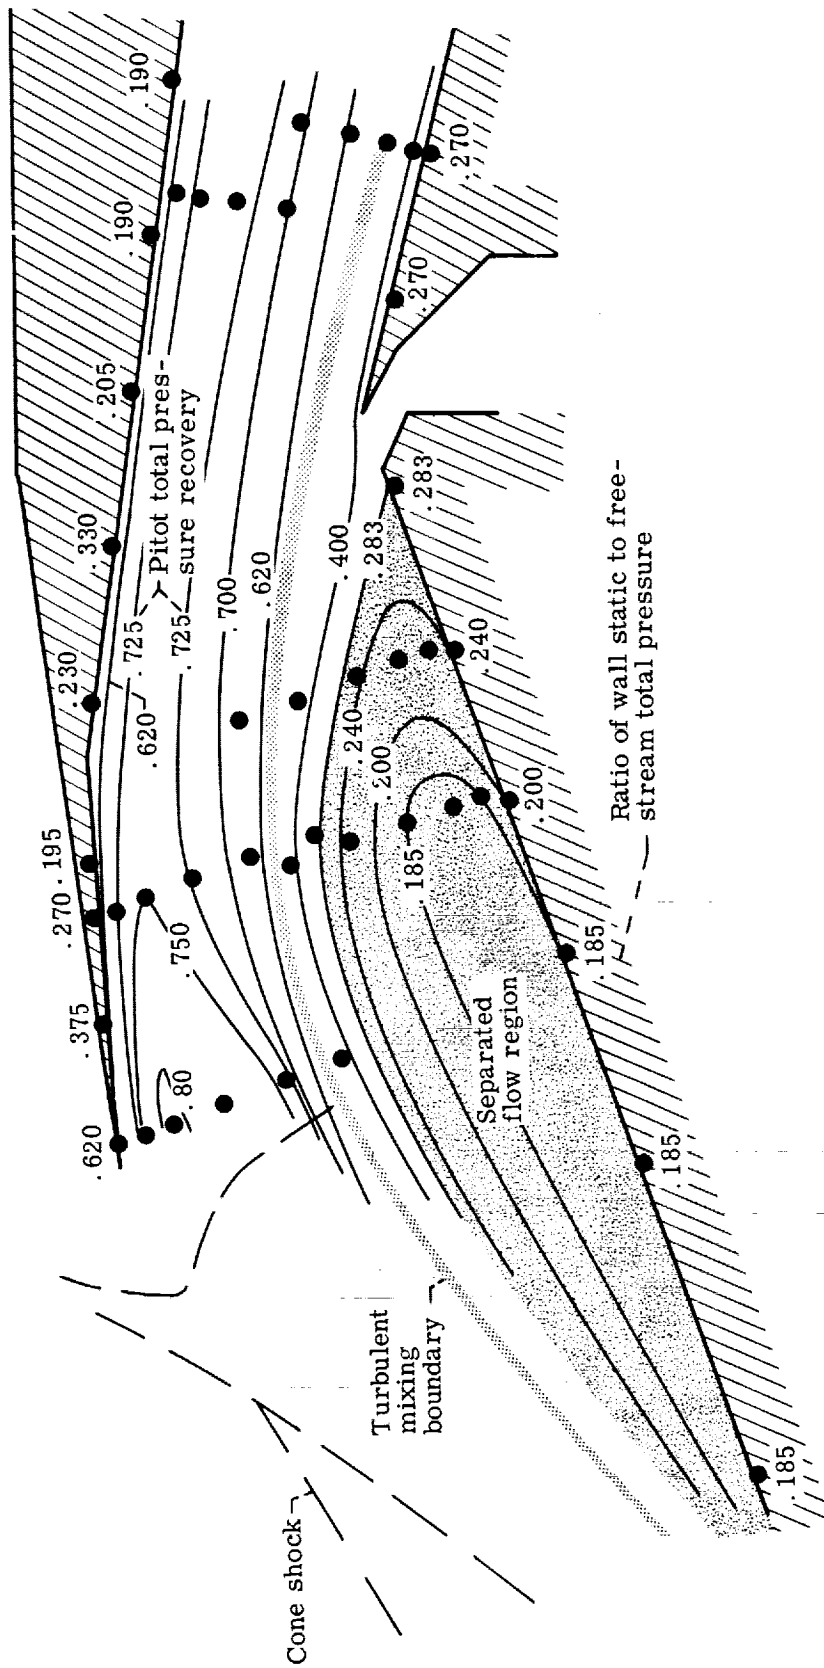 .620
.375
.270
.195
.230
.330
.205
.190
.190
.80
.750
.620
.725
Pitot total pres-
sure recovery
.725
.700
.620
.400
.283
.240
.200
.185
Cone shock
Turbulent
mixing
boundary
Separated
flow region
.185
.185
.185
.200
.240
.283
.270
.270
Ratio of wall static to free-
stream total pressure